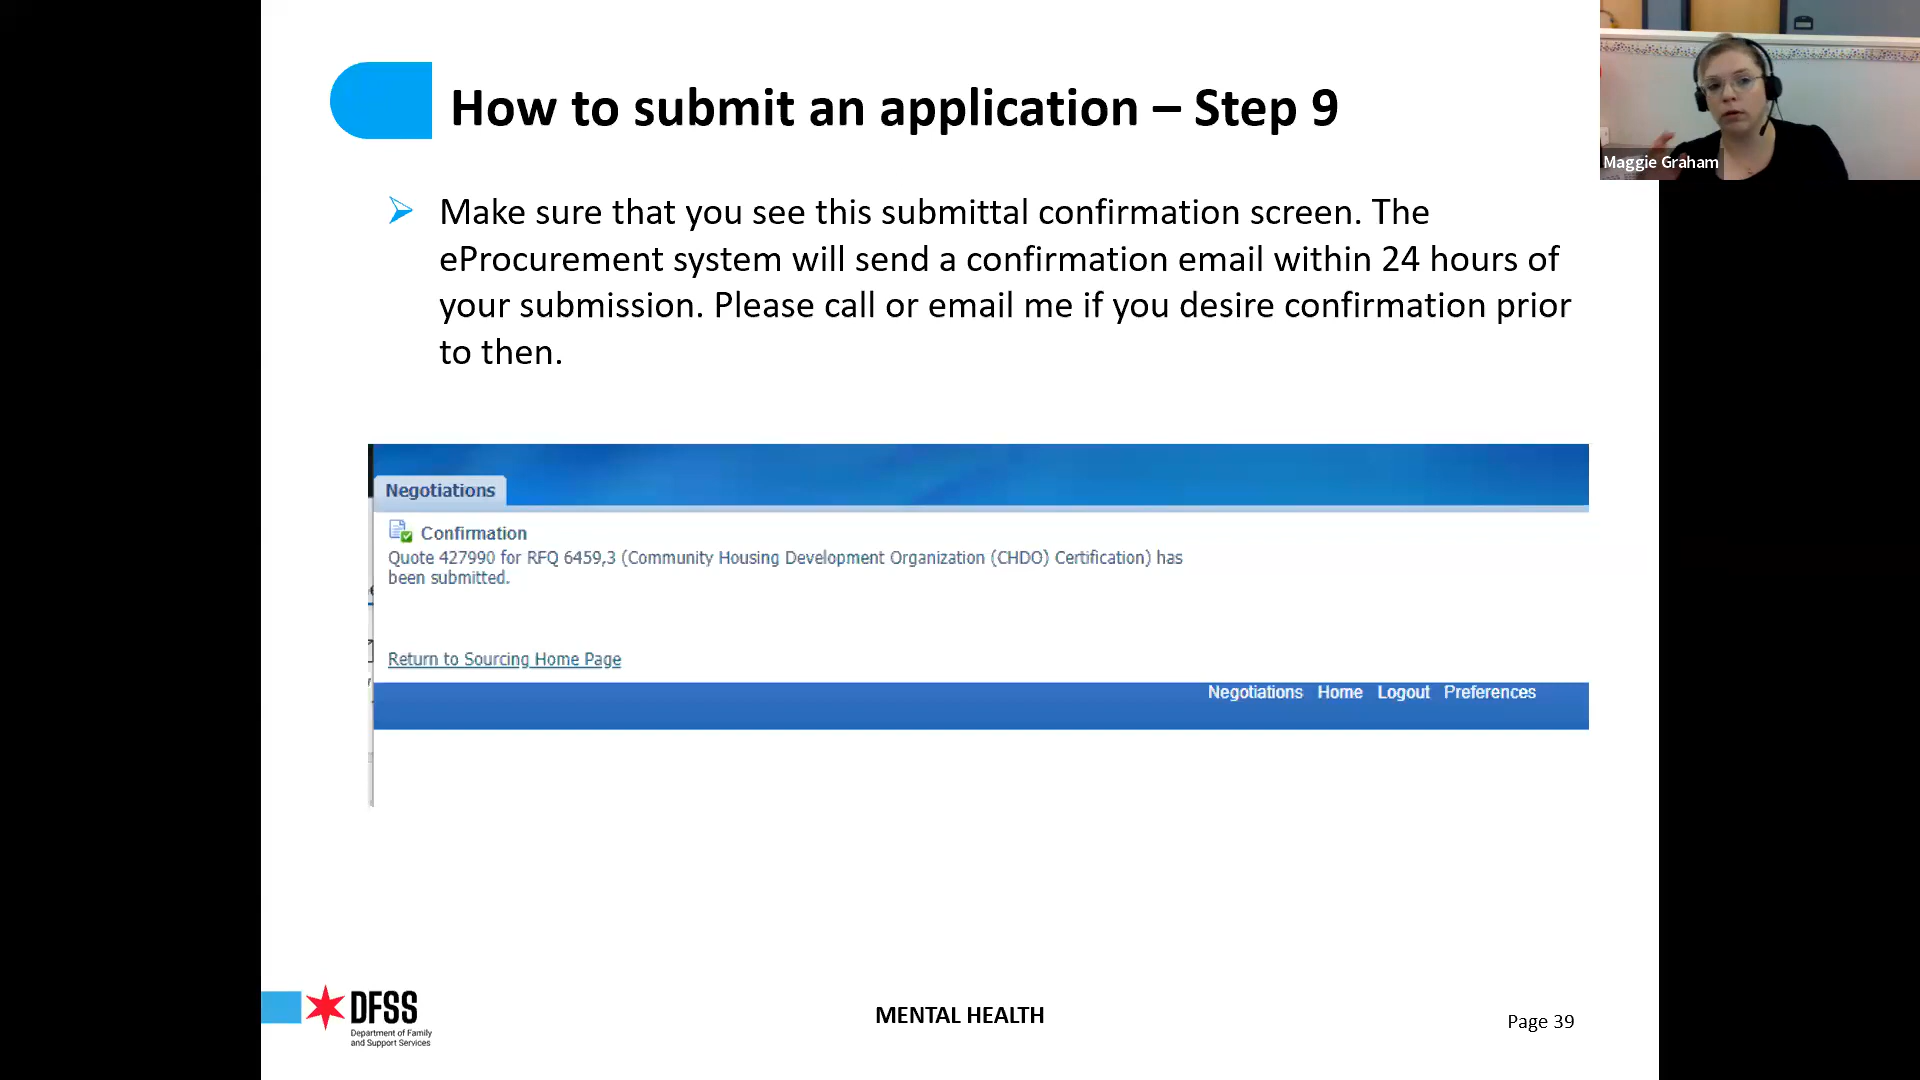 How to submit an application – Step 9
Maggie Graham
Make sure that you see this submittal confirmation screen. The
eProcurement system will send a confirmation email within 24 hours of
your submission. Please call or email me if you desire confirmation prior
to then.
Negotiations
Confirmation
Quote 427990 for RFQ 6459,3 (Community Housing Development Organization (CHDO) Certification) has
been submitted.
Return to Sourcing Home Page
Negotiations Home Logout Preferences
DFSS
Department of Family
and Support Services
MENTAL HEALTH
Page 39